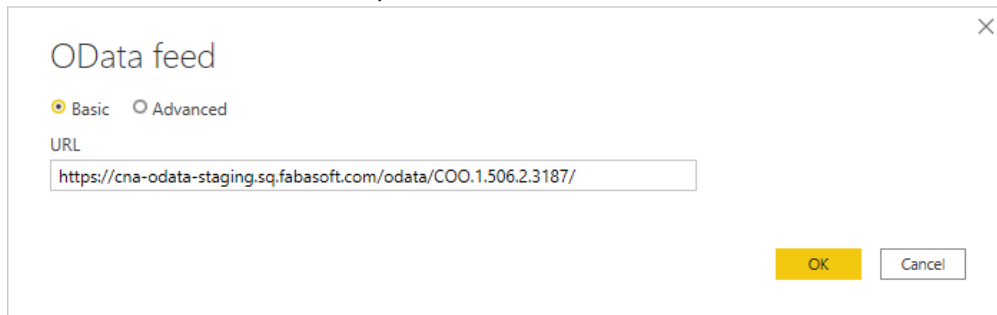 OData feed
Basic Advanced
URL
https://cna-odata-staging.sq.fabasoft.com/odata/COO.1.506.2.3187/
OK Cancel